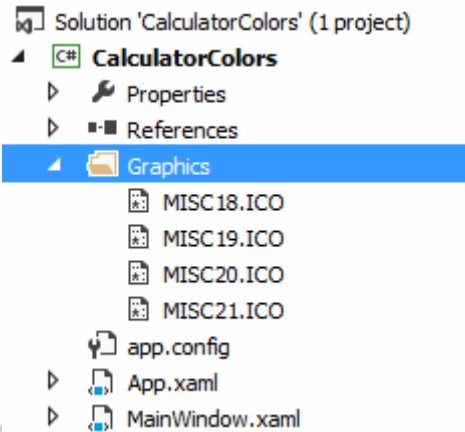 Solution 'CalculatorColors' (1 project)
C# CalculatorColors
Properties
References
Graphics
MISC18.ICO
MISC19.ICO
MISC20.ICO
MISC21.ICO
app.config
App.xaml
MainWindow.xaml